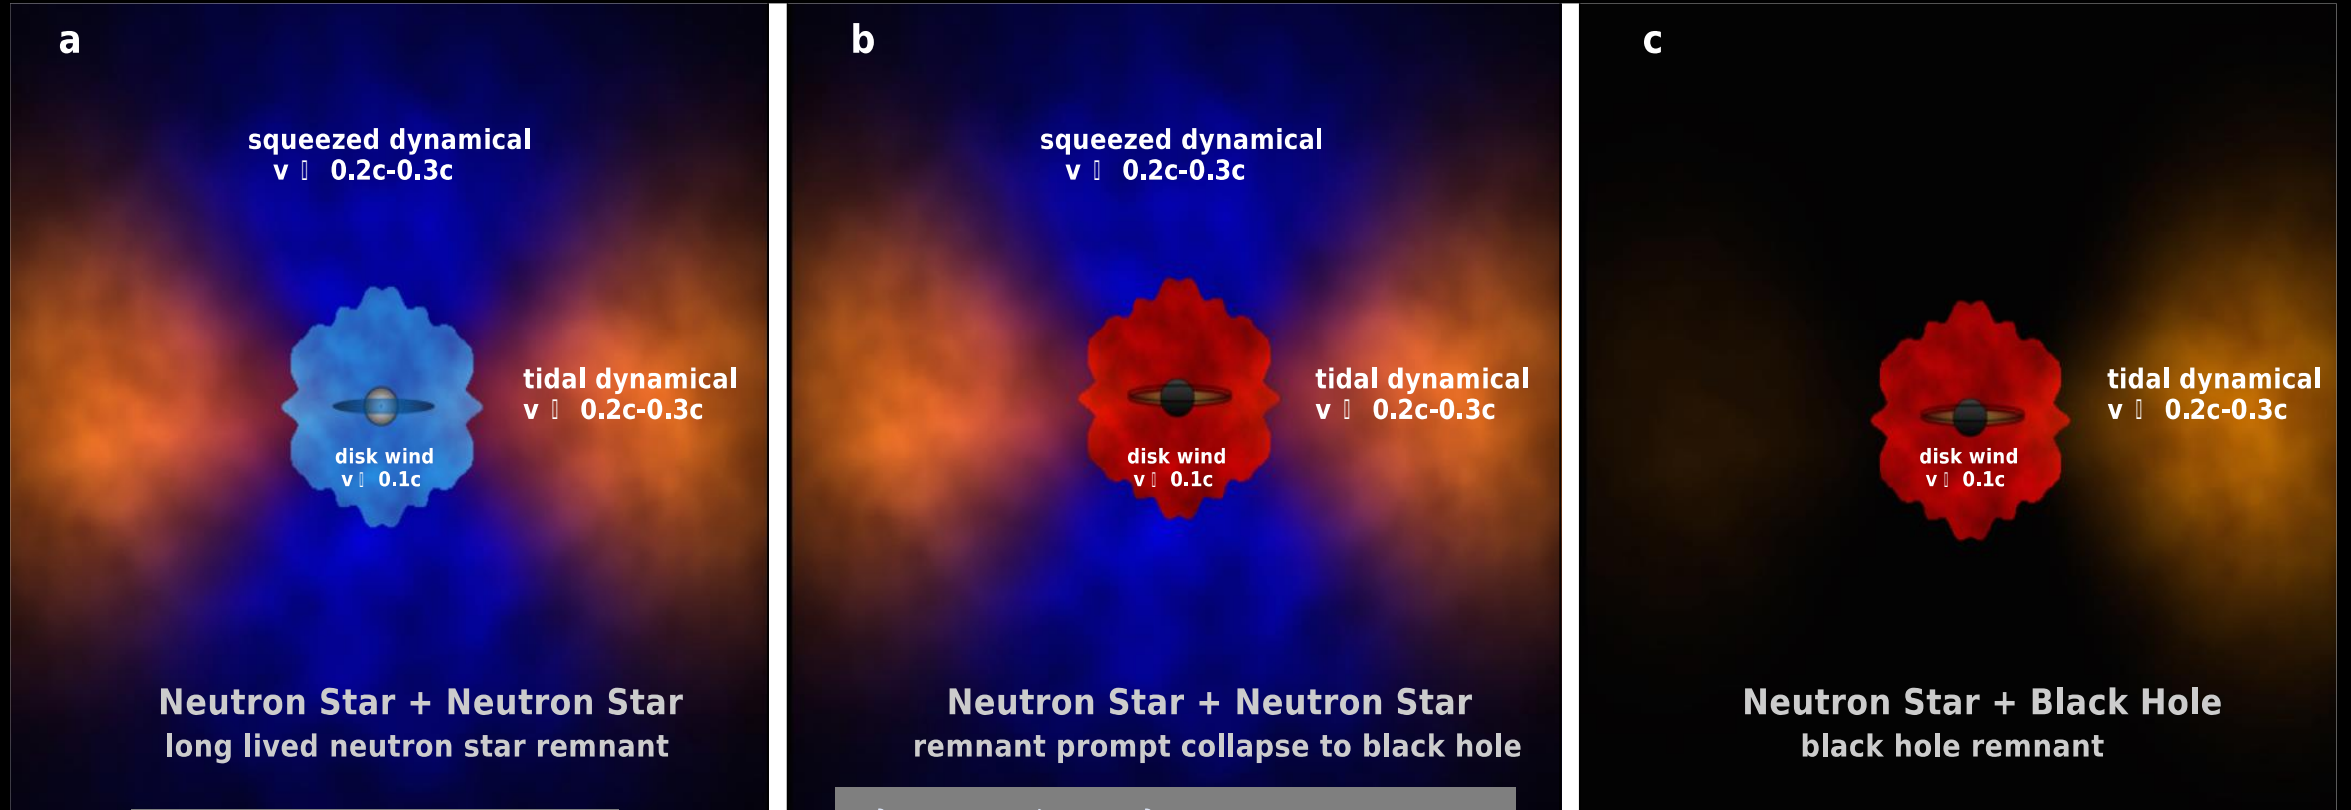 a
squeezed dynamical
v ▯ 0.2c-0.3c
tidal dynamical
v ▯ 0.2c-0.3c
disk wind
v ▯ 0.1c
Neutron Star + Neutron Star
long lived neutron star remnant
b
squeezed dynamical
v ▯ 0.2c-0.3c
tidal dynamical
v ▯ 0.2c-0.3c
disk wind
v ▯ 0.1c
Neutron Star + Neutron Star
remnant prompt collapse to black hole
c
tidal dynamical
v ▯ 0.2c-0.3c
disk wind
v ▯ 0.1c
Neutron Star + Black Hole
black hole remnant